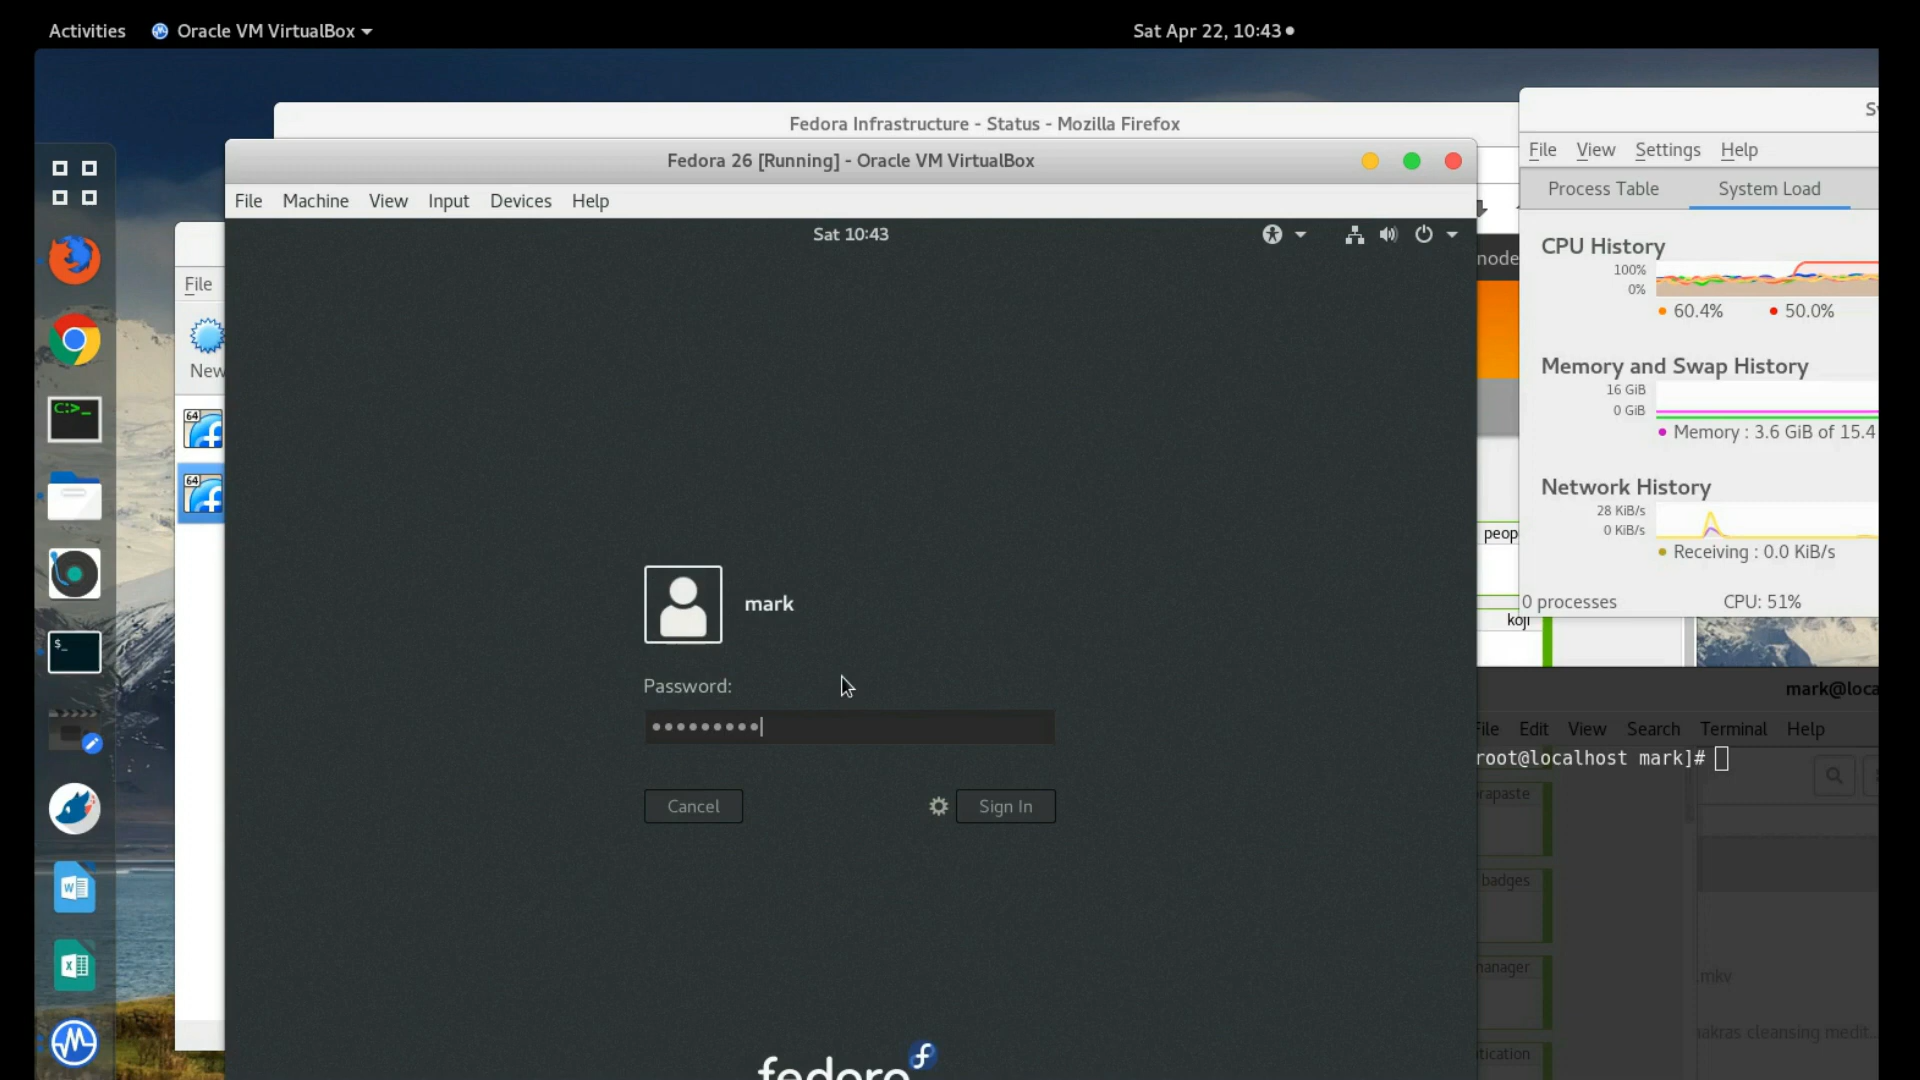 Activities
Oracle VM VirtualBox
Sat Apr 22, 10:43
Fedora Infrastructure - Status - Mozilla Firefox
Fedora 26 [Running] - Oracle VM VirtualBox
File Machine View Input Devices Help
Sat 10:43
File
New
64
64
mark
Password:
Cancel
Sign In
fedora
File View Settings Help
Process Table System Load
CPU History
100%
0%
60.4% 50.0%
Memory and Swap History
16 GiB
0 GiB
Memory : 3.6 GiB of 15.4
Network History
28 KiB/s
0 KiB/s
Receiving : 0.0 KiB/s
0 processes CPU: 51%
node
peop
koji
mark@loca
File Edit View Search Terminal Help
root@localhost mark]#
rapaste
badges
manager
.mkv
akras cleansing medit...
tication
C:>_
$_
W
X